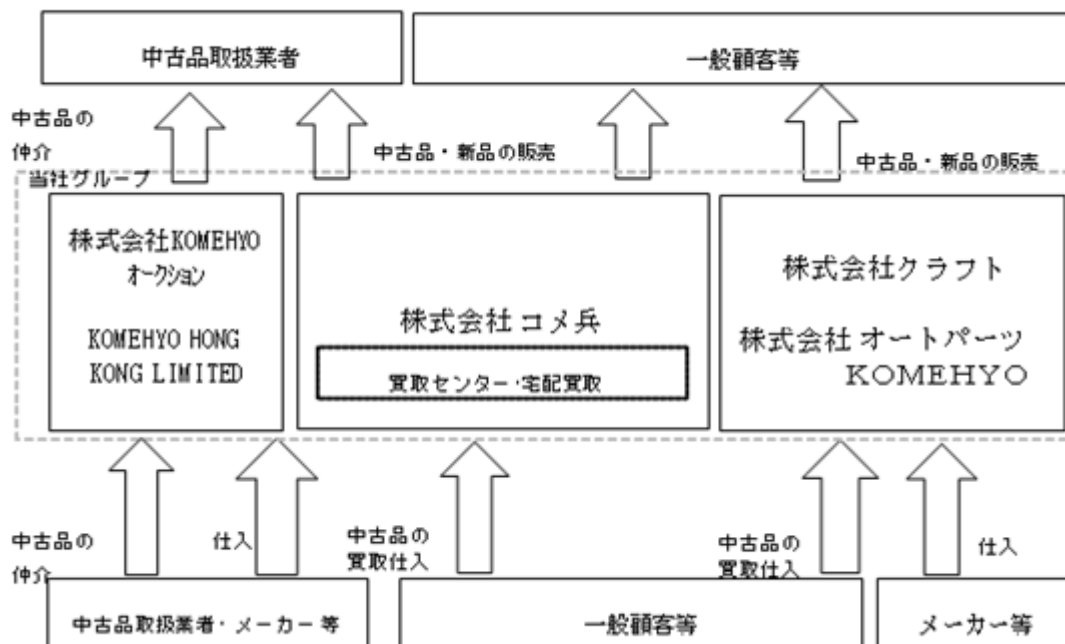 中古品取扱業者
一般顧客等
中古品の
仲介
中古品・新品の販売
中古品・新品の販売
当社グループ
株式会社KOMEHYO
オークション
KOMEHYO HONG
KONG LIMITED
株式会社コメ兵
買取センター・宅配買取
株式会社クラフト
株式会社オートパーツ
KOMEHYO
中古品の
仲介
仕入
中古品の
買取仕入
中古品の
買取仕入
仕入
中古品取扱業者・メーカー等
一般顧客等
メーカー等